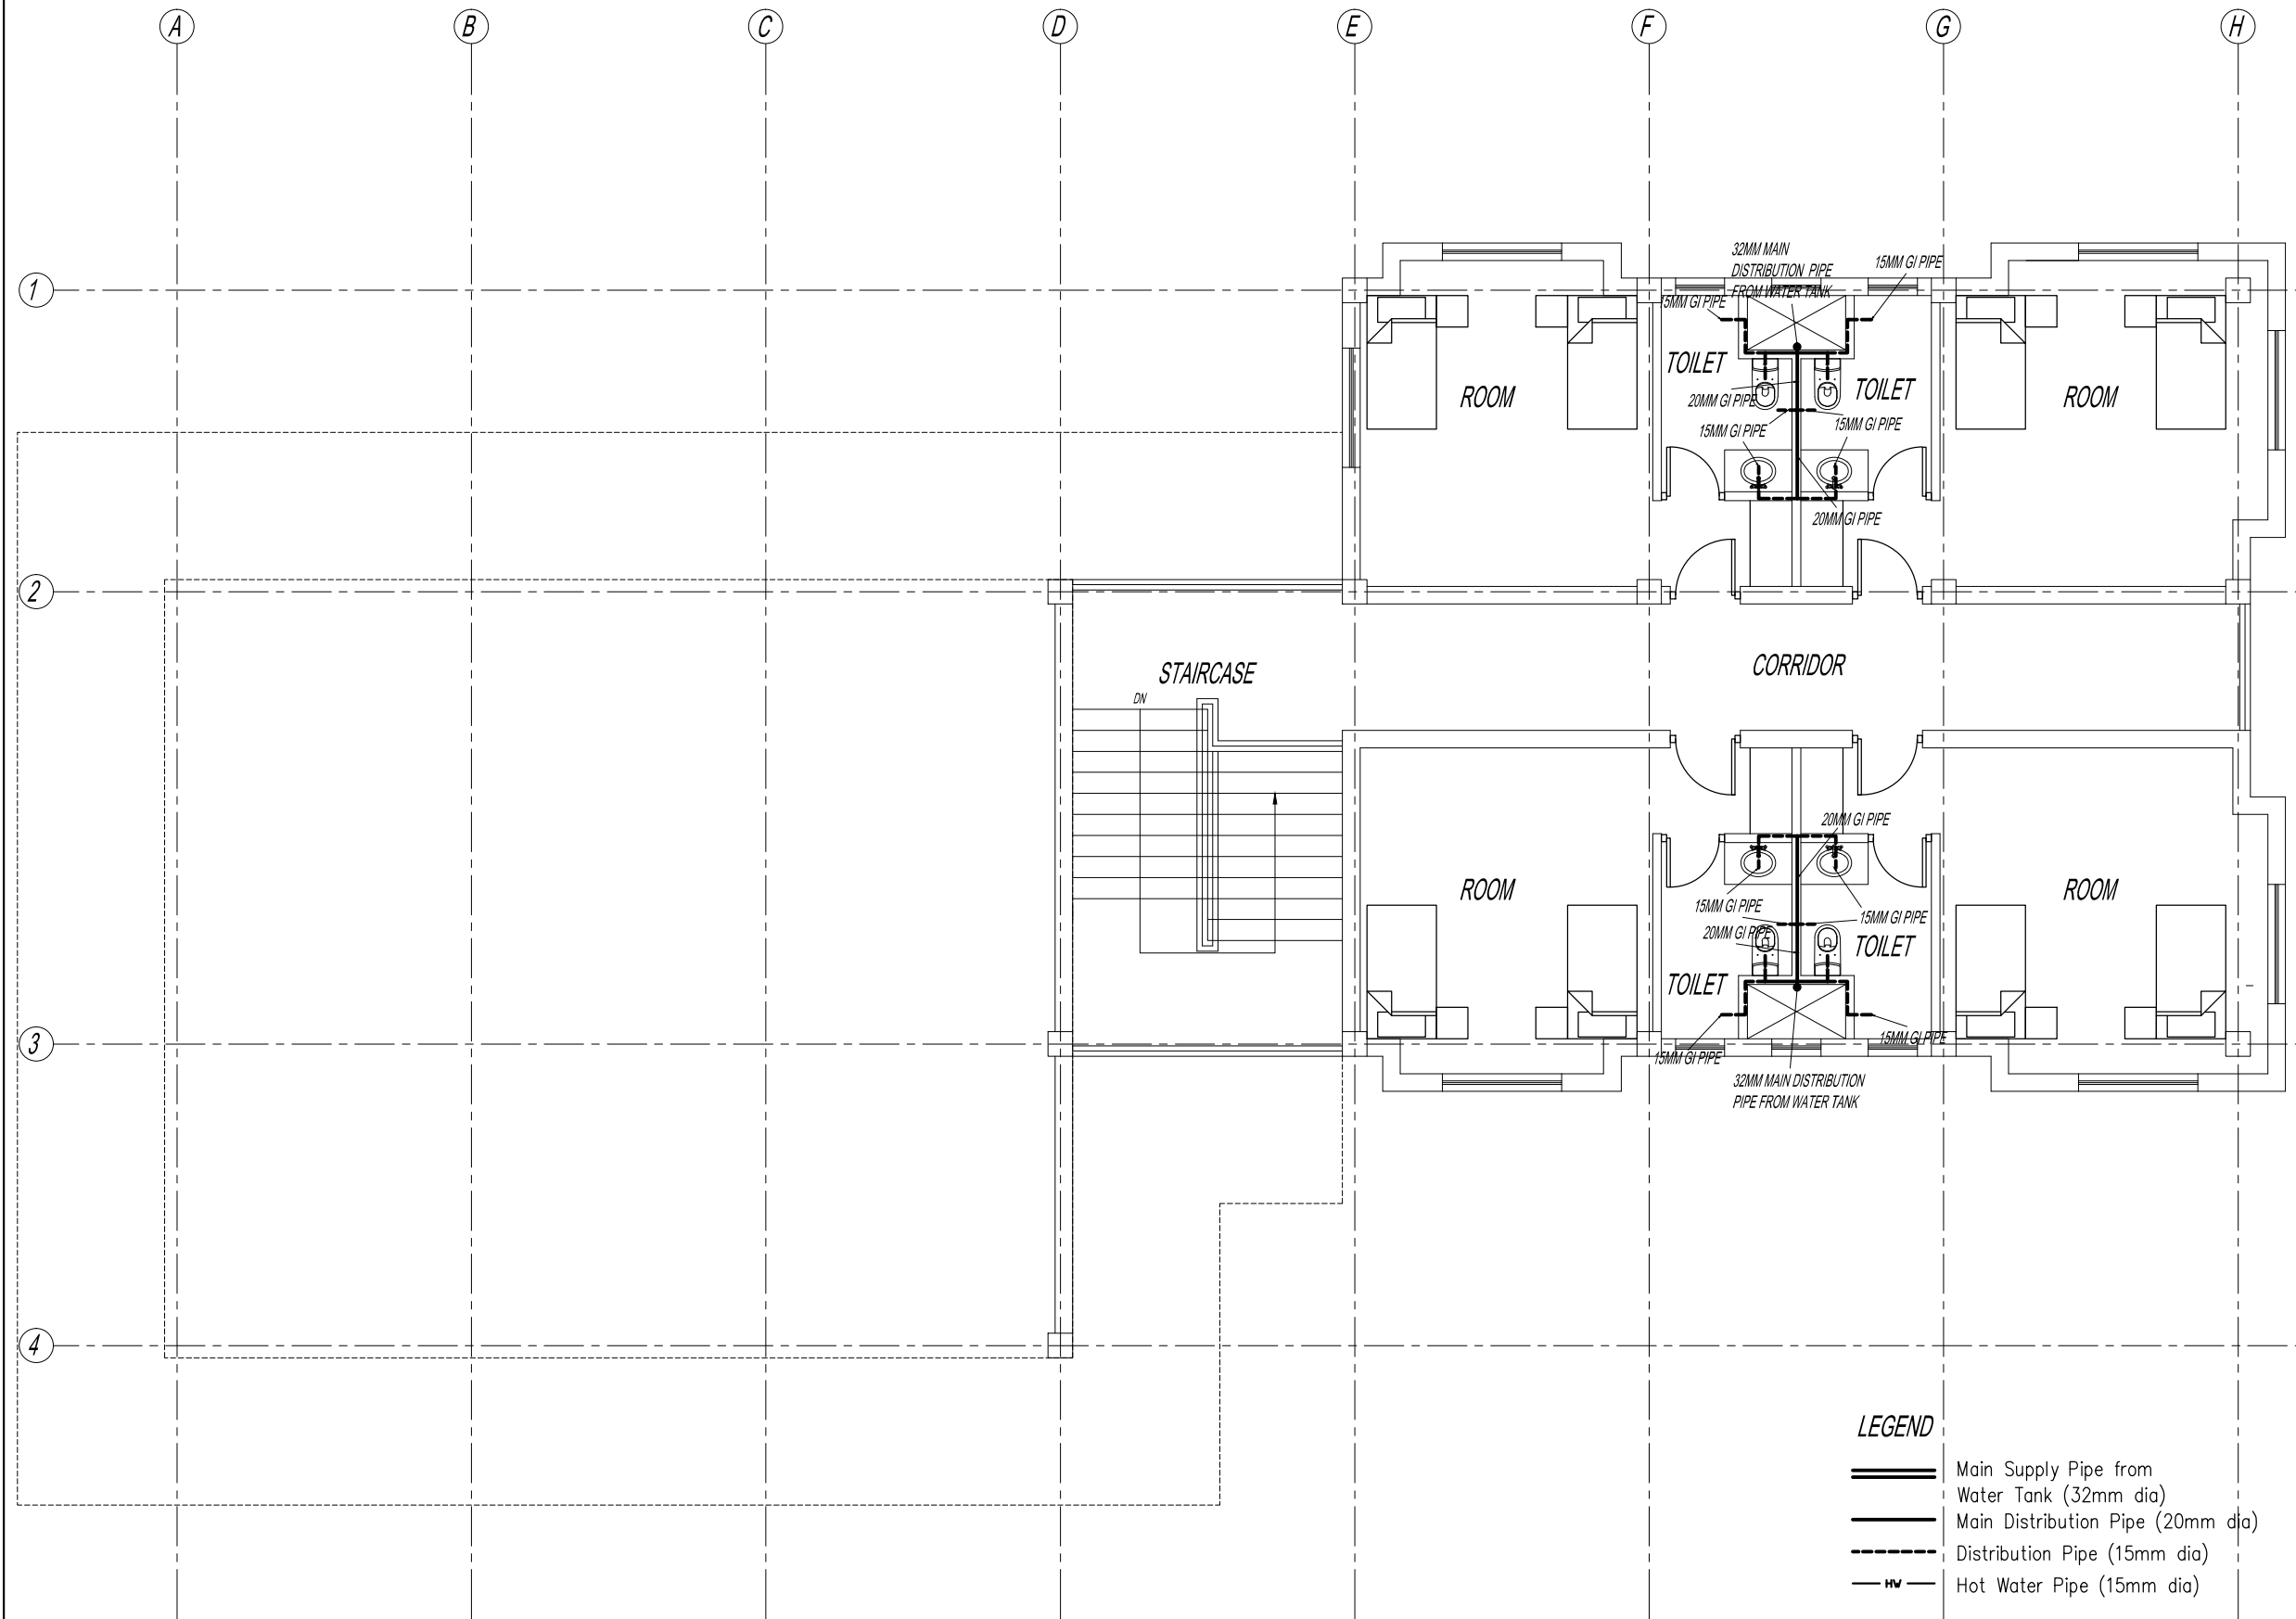 A
B
C
D
E
F
G
H
1
2
3
4
32MM MAIN
DISTRIBUTION PIPE
FROM WATER TANK
15MM GI PIPE
15MM GI PIPE
TOILET
TOILET
ROOM
ROOM
20MM GI PIPE
15MM GI PIPE
15MM GI PIPE
20MM GI PIPE
STAIRCASE
DN
CORRIDOR
20MM GI PIPE
ROOM
ROOM
15MM GI PIPE
15MM GI PIPE
20MM GI PIPE
TOILET
TOILET
15MM GI PIPE
15MM GI PIPE
32MM MAIN DISTRIBUTION
PIPE FROM WATER TANK
LEGEND
Main Supply Pipe from
Water Tank (32mm dia)
Main Distribution Pipe (20mm dia)
Distribution Pipe (15mm dia)
HW Hot Water Pipe (15mm dia)